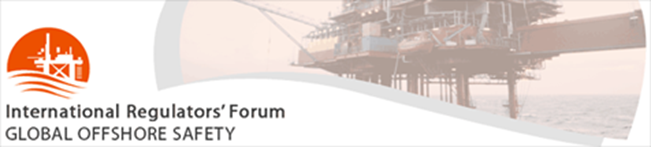 International Regulators' Forum
GLOBAL OFFSHORE SAFETY